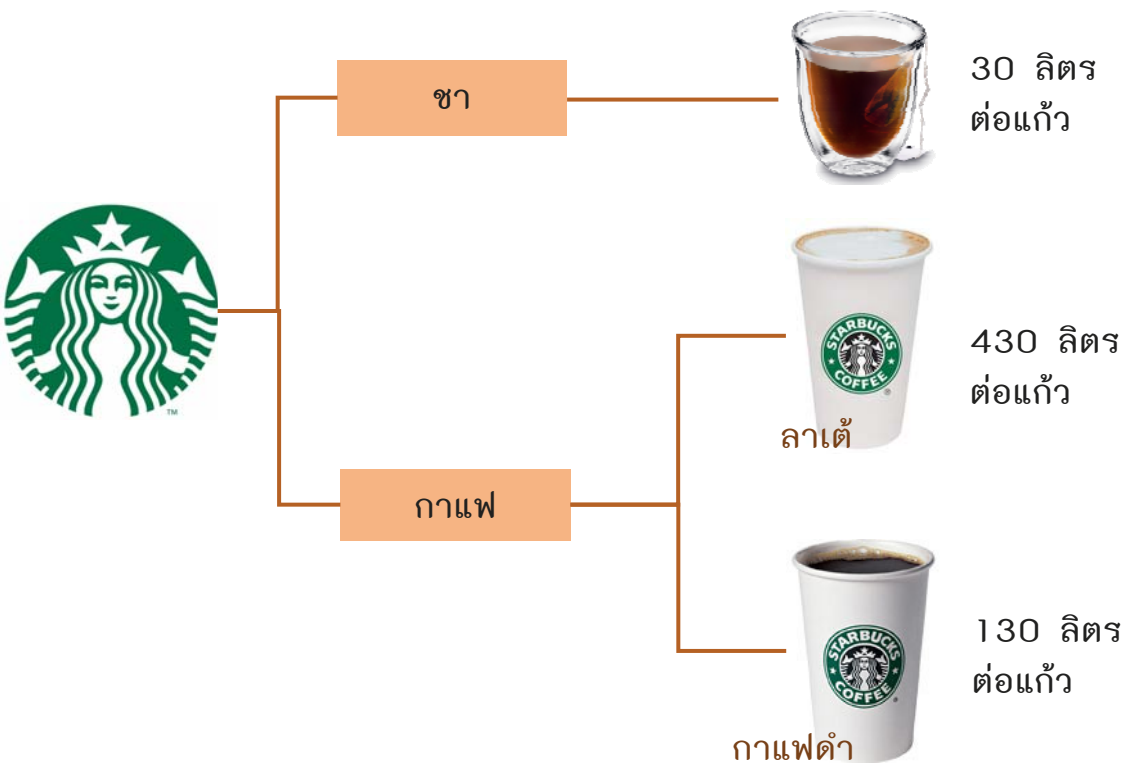 ชา
30 ลิตร
ต่อแก้ว
TM
STARBUCKS
COFFEE
®
430 ลิตร
ต่อแก้ว
ลาเต้
กาแฟ
STARBUCKS
COFFEE
®
130 ลิตร
ต่อแก้ว
กาแฟดำ